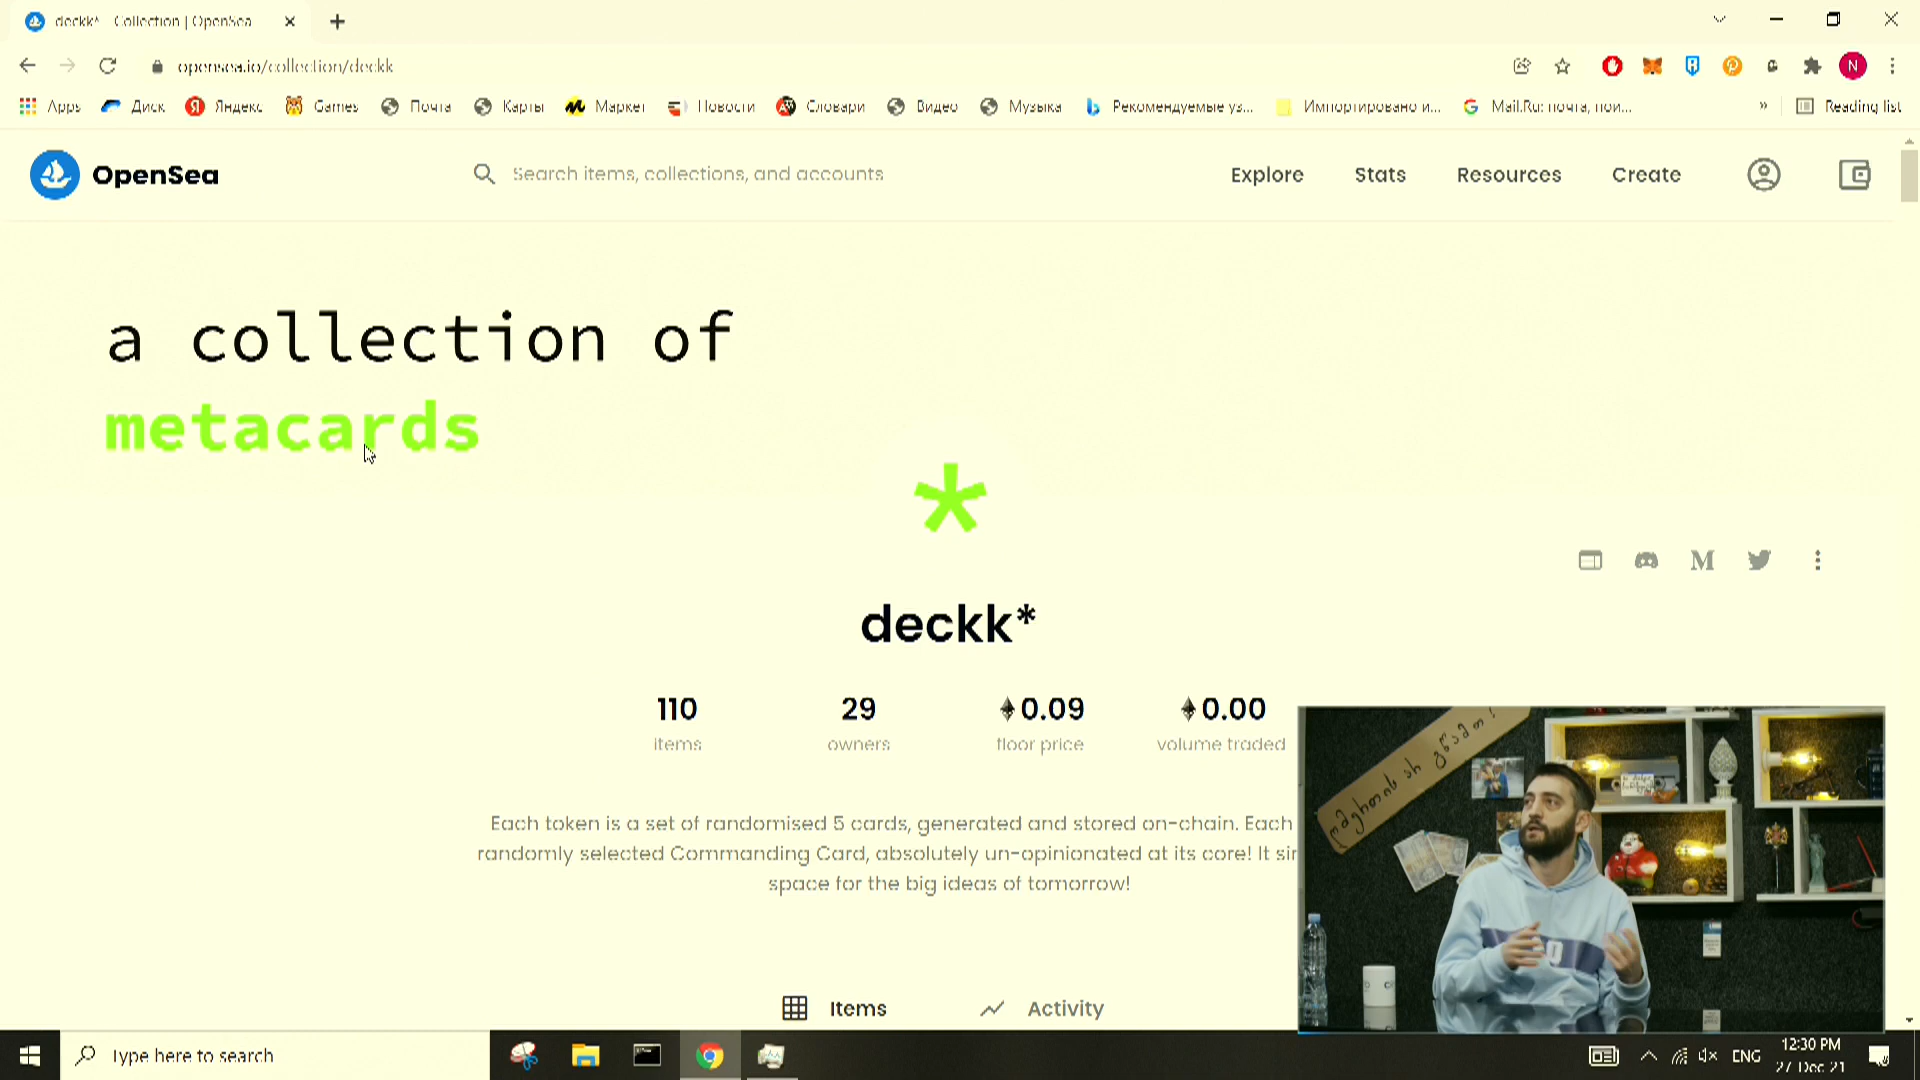 deckk* - Collection | OpenSea
opensea.io/collection/deckk
N
Apps
Диск
Яндекс
Games
Почта
Карты
Маркет
Новости
Словари
Видео
Музыка
Рекомендуемые уз...
Импортировано и...
Mail.Ru: почта, пои...
»
Reading list
OpenSea
Search items, collections, and accounts
Explore
Stats
Resources
Create
a collection of
metacards
*
deckk*
110
items
29
owners
0.09
floor price
0.00
volume traded
Each token is a set of randomised 5 cards, generated and stored on-chain. Each
randomly selected Commanding Card, absolutely un-opinionated at its core! It sir
space for the big ideas of tomorrow!
Items
Activity
Type here to search
ENG
12:30 PM
27 Dec 21